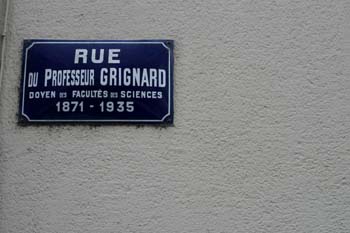 RUE
DU PROFESSEUR GRIGNARD
DOYEN DES FACULTÉS DES SCIENCES
1871 - 1935